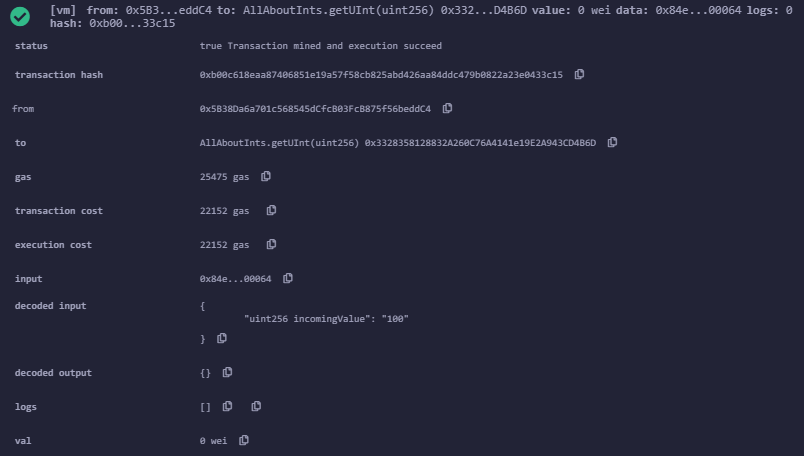 [vm] from: 0x5B3...eddC4 to: AllAboutInts.getUInt(uint256) 0x332...D4B6D value: 0 wei data: 0x84e...00064 logs: 0
hash: 0xb00...33c15
status true Transaction mined and execution succeed
transaction hash 0xb00c618eaa87406851e19a57f58cb825abd426aa84ddc479b0822a23e0433c15
from 0x5B38Da6a701c568545dCfcB03FcB875f56beddC4
to AllAboutInts.getUInt(uint256) 0x3328358128832A260C76A4141e19E2A943CD4B6D
gas 25475 gas
transaction cost 22152 gas
execution cost 22152 gas
input 0x84e...00064
decoded input {
"uint256 incomingValue": "100"
}
decoded output {}
logs []
val 0 wei